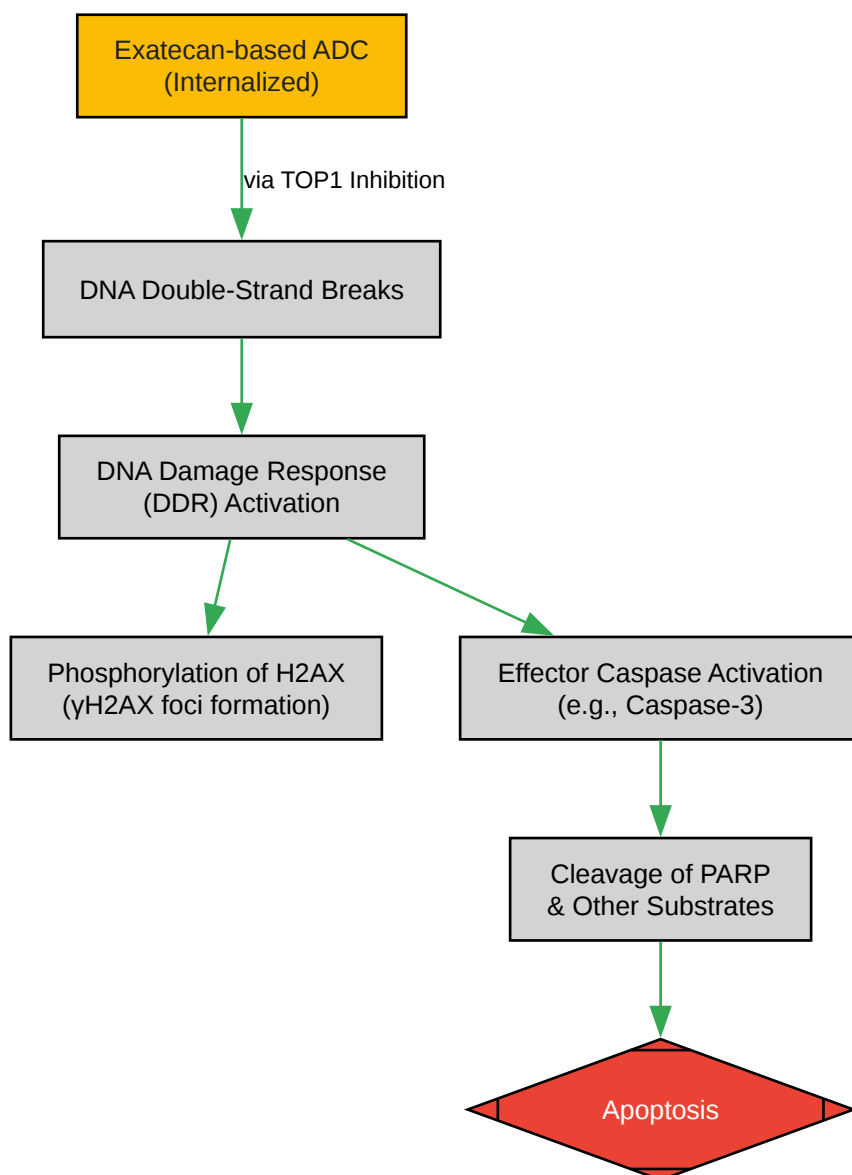 Exatecan-based ADC
(Internalized)
via TOP1 Inhibition
DNA Double-Strand Breaks
DNA Damage Response
(DDR) Activation
Phosphorylation of H2AX
(γH2AX foci formation)
Effector Caspase Activation
(e.g., Caspase-3)
Cleavage of PARP
& Other Substrates
Apoptosis